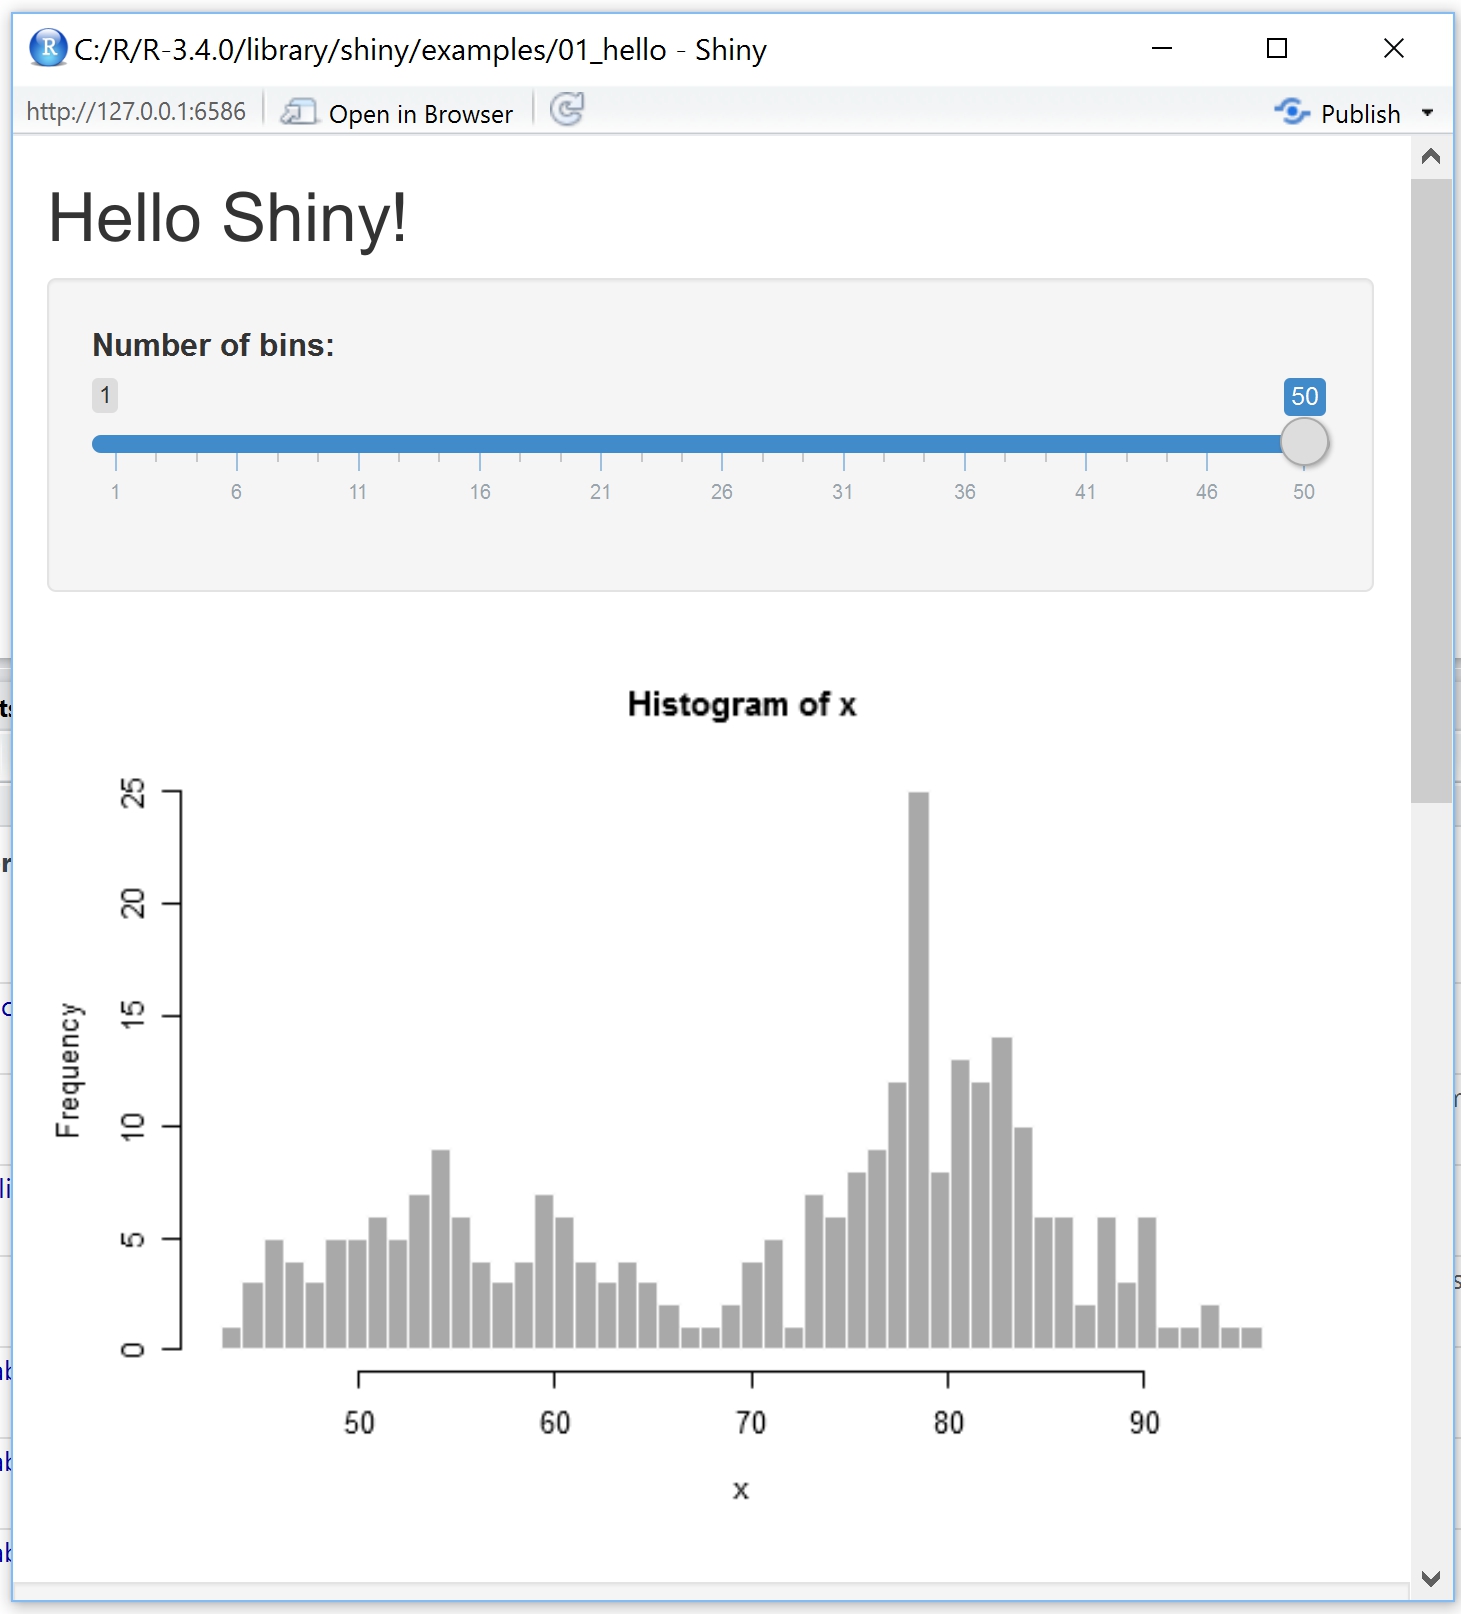 C:/R/R-3.4.0/library/shiny/examples/01_hello - Shiny
http://127.0.0.1:6586 Open in Browser Publish
Hello Shiny!
Number of bins:
1 50
1 6 11 16 21 26 31 36 41 46 50
Histogram of x
Frequency
25
20
15
10
5
0
50 60 70 80 90
x